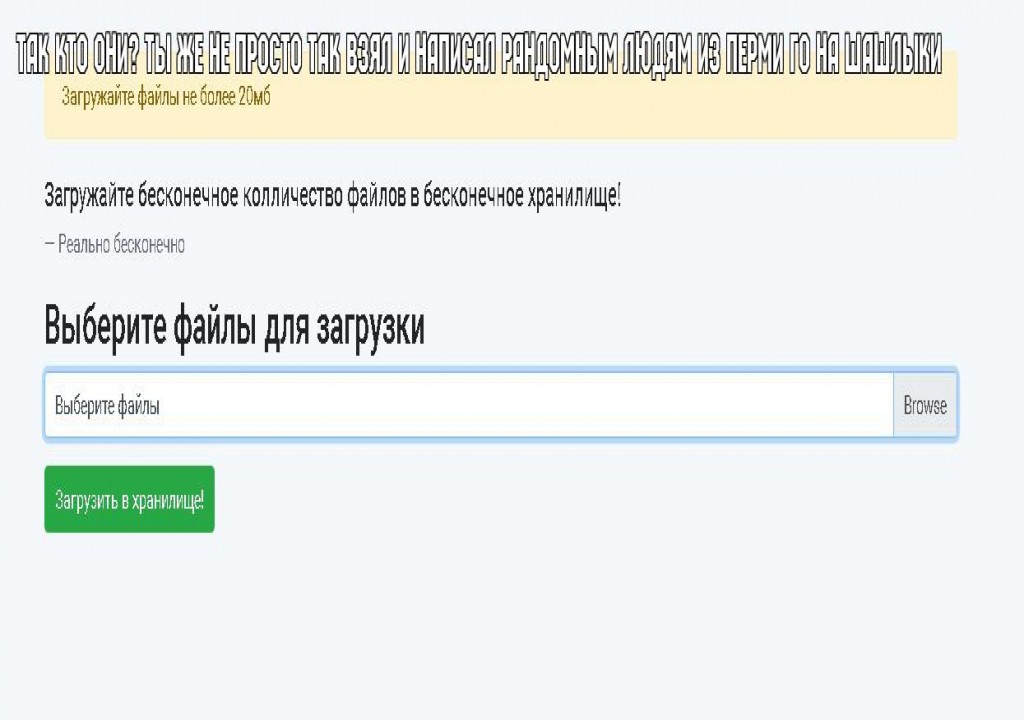 ТАК КТО ОНИ? ТЫ ЖЕ НЕ ПРОСТО ТАК ВЗЯЛ И НАПИСАЛ РАНДОМНЫМ ЛЮДЯМ ИЗ ПЕРМИ ГО НА ШАШЛЫКИ
Загружайте файлы не более 20мб
Загружайте бесконечное колличество файлов в бесконечное хранилище!
— Реально бесконечно
Выберите файлы для загрузки
Выберите файлы Browse
Загрузить в хранилище!